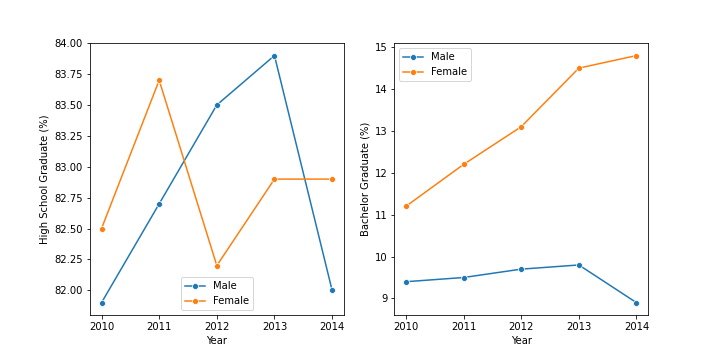 High School Graduate (%)
84.00
83.75
83.50
83.25
83.00
82.75
82.50
82.25
82.00
Male
Female
2010 2011 2012 2013 2014
Year
Bachelor Graduate (%)
15
14
13
12
11
10
9
Male
Female
2010 2011 2012 2013 2014
Year